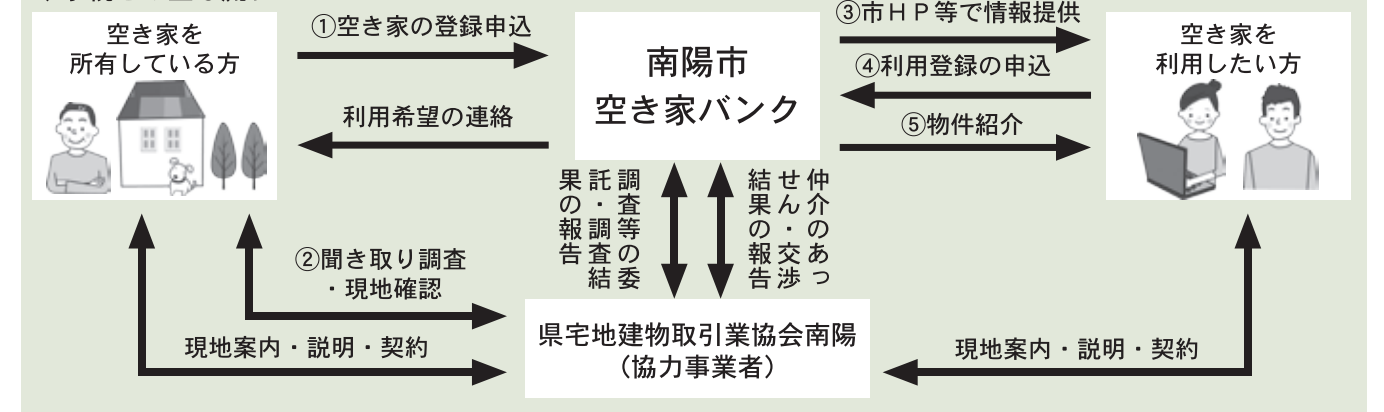 空き家を
所有している方
①空き家の登録申込
利用希望の連絡
南陽市
空き家バンク
③市ＨＰ等で情報提供
④利用登録の申込
⑤物件紹介
空き家を
利用したい方
調査等の委
託・調査結
果の報告
仲介のあっ
せん・交渉
結果の報告
②聞き取り調査
・現地確認
現地案内・説明・契約
県宅地建物取引業協会南陽
（協力事業者）
現地案内・説明・契約